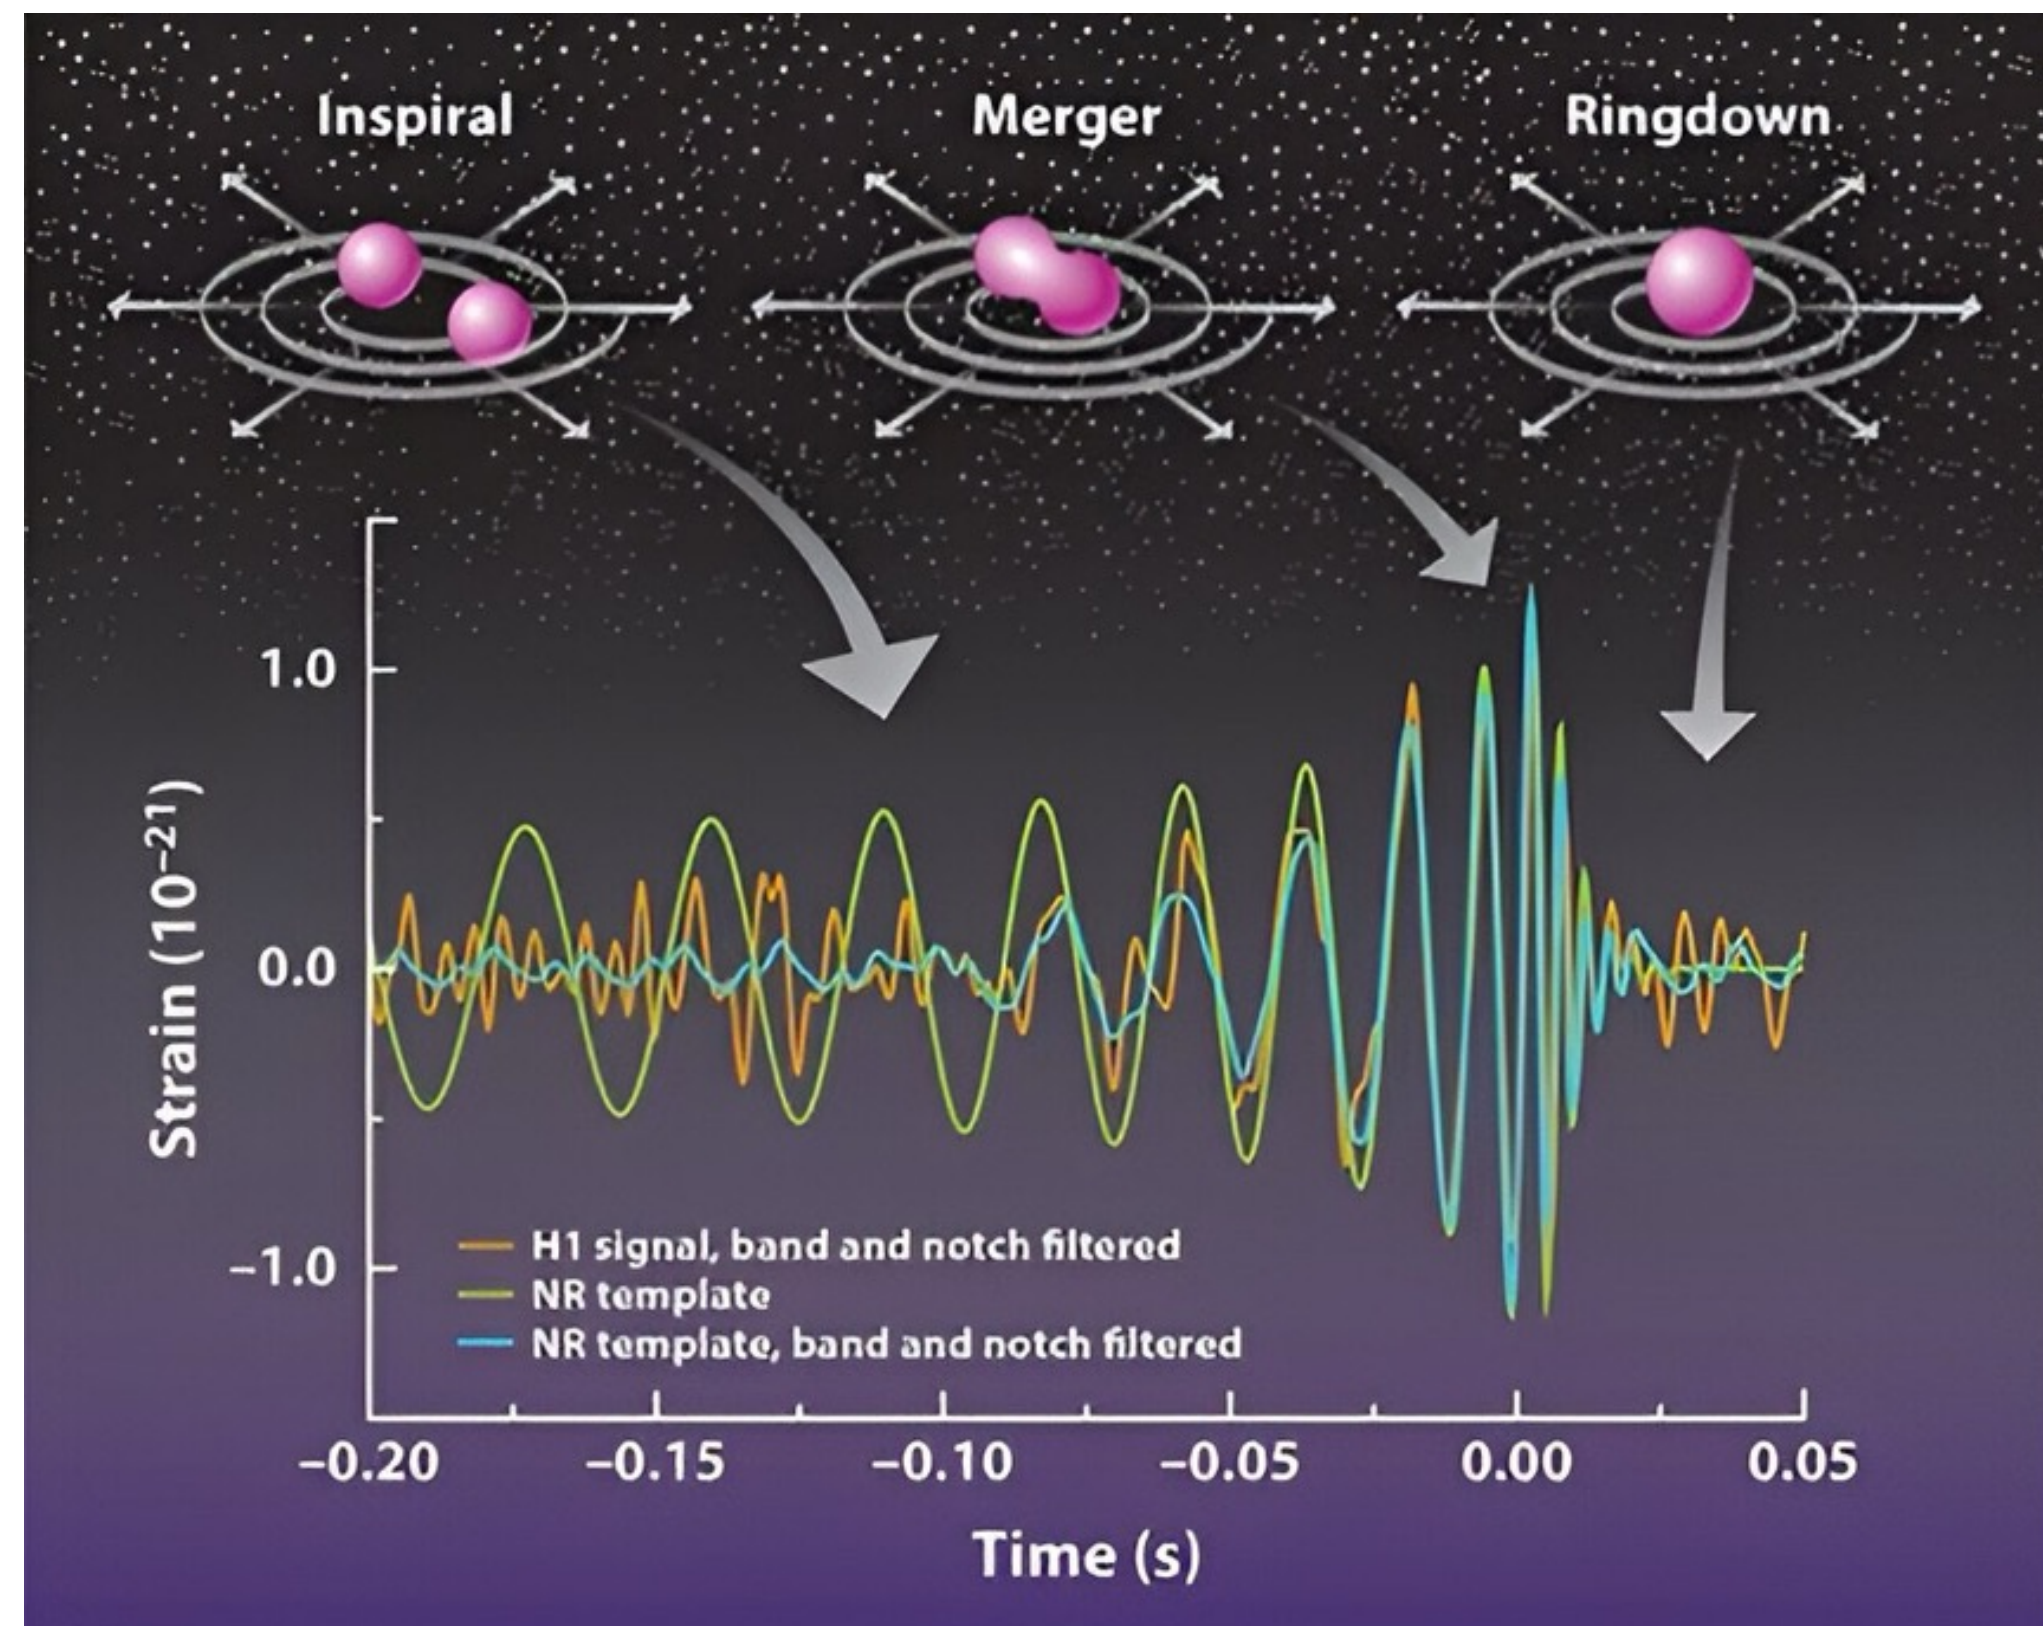 Inspiral
Merger
Ringdown
1.0
0.0
–1.0
Strain (10⁻²¹)
H1 signal, band and notch filtered
NR template
NR template, band and notch filtered
–0.20
–0.15
–0.10
–0.05
0.00
0.05
Time (s)